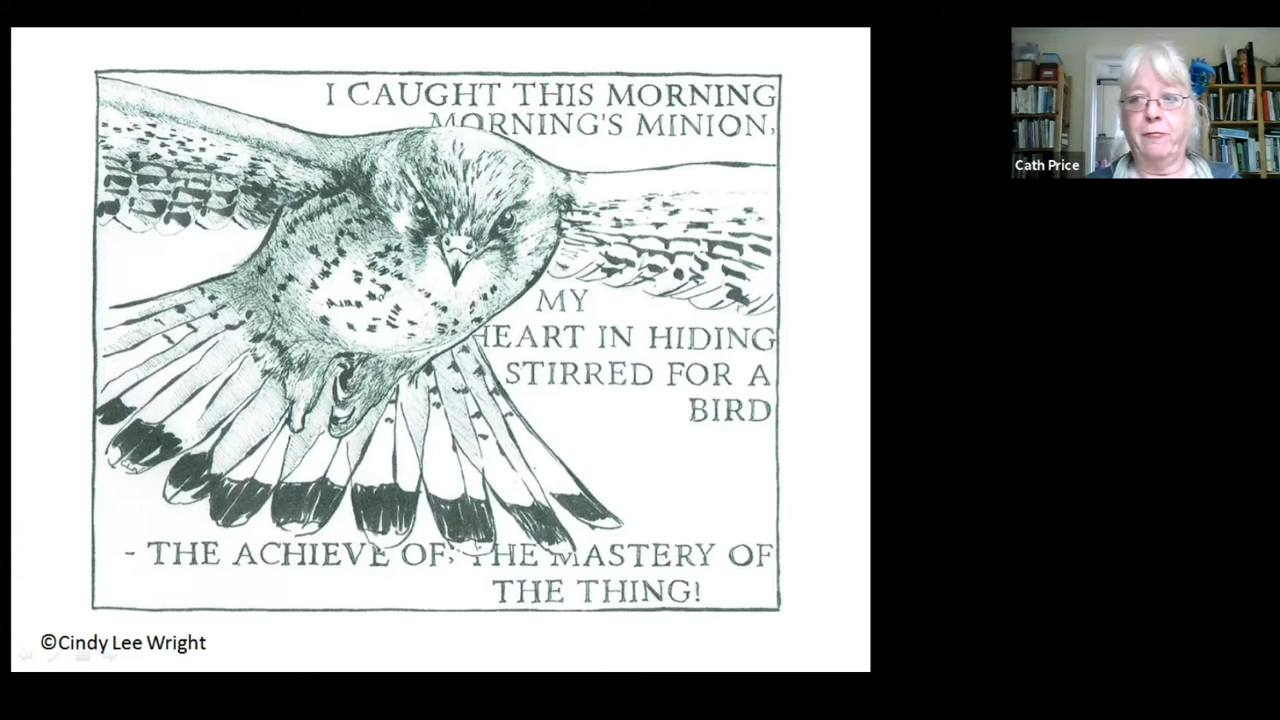 I CAUGHT THIS MORNING
MORNING'S MINION,
MY
HEART IN HIDING
STIRRED FOR A
BIRD
- THE ACHIEVE OF, THE MASTERY OF
THE THING!
©Cindy Lee Wright
Cath Price